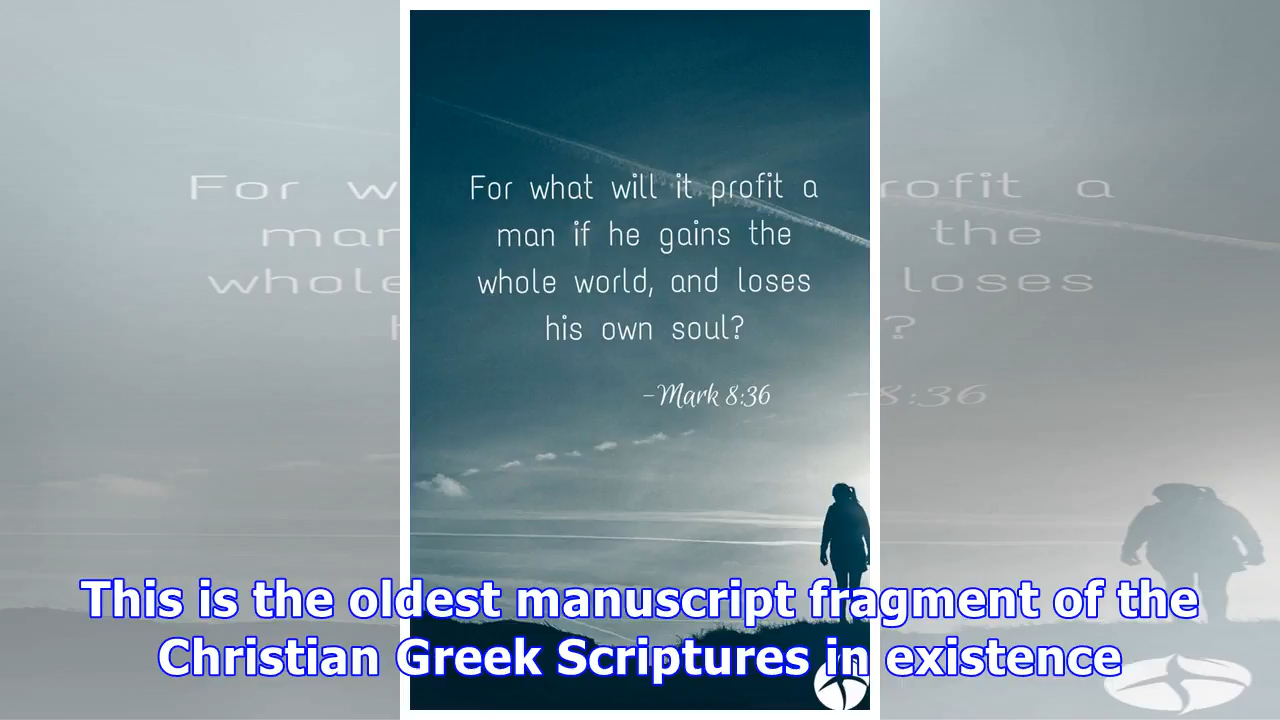 For what will it profit a
man if he gains the
whole world, and loses
his own soul?
-Mark 8:36
This is the oldest manuscript fragment of the
Christian Greek Scriptures in existence